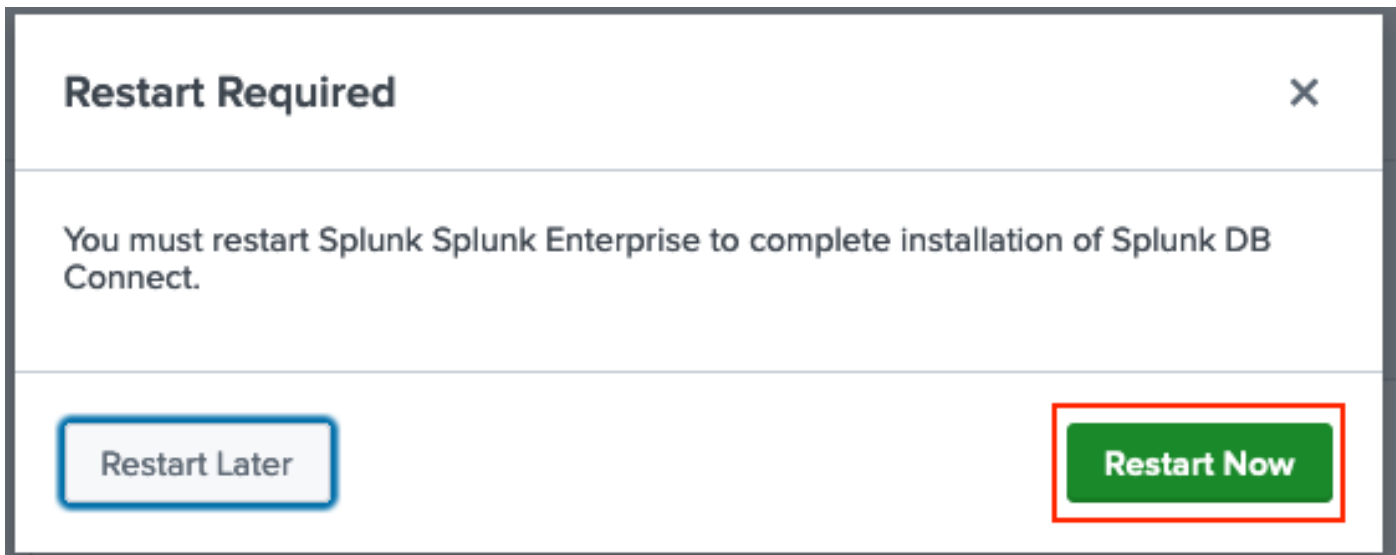 Restart Required
You must restart Splunk Splunk Enterprise to complete installation of Splunk DB
Connect.
Restart Later
Restart Now